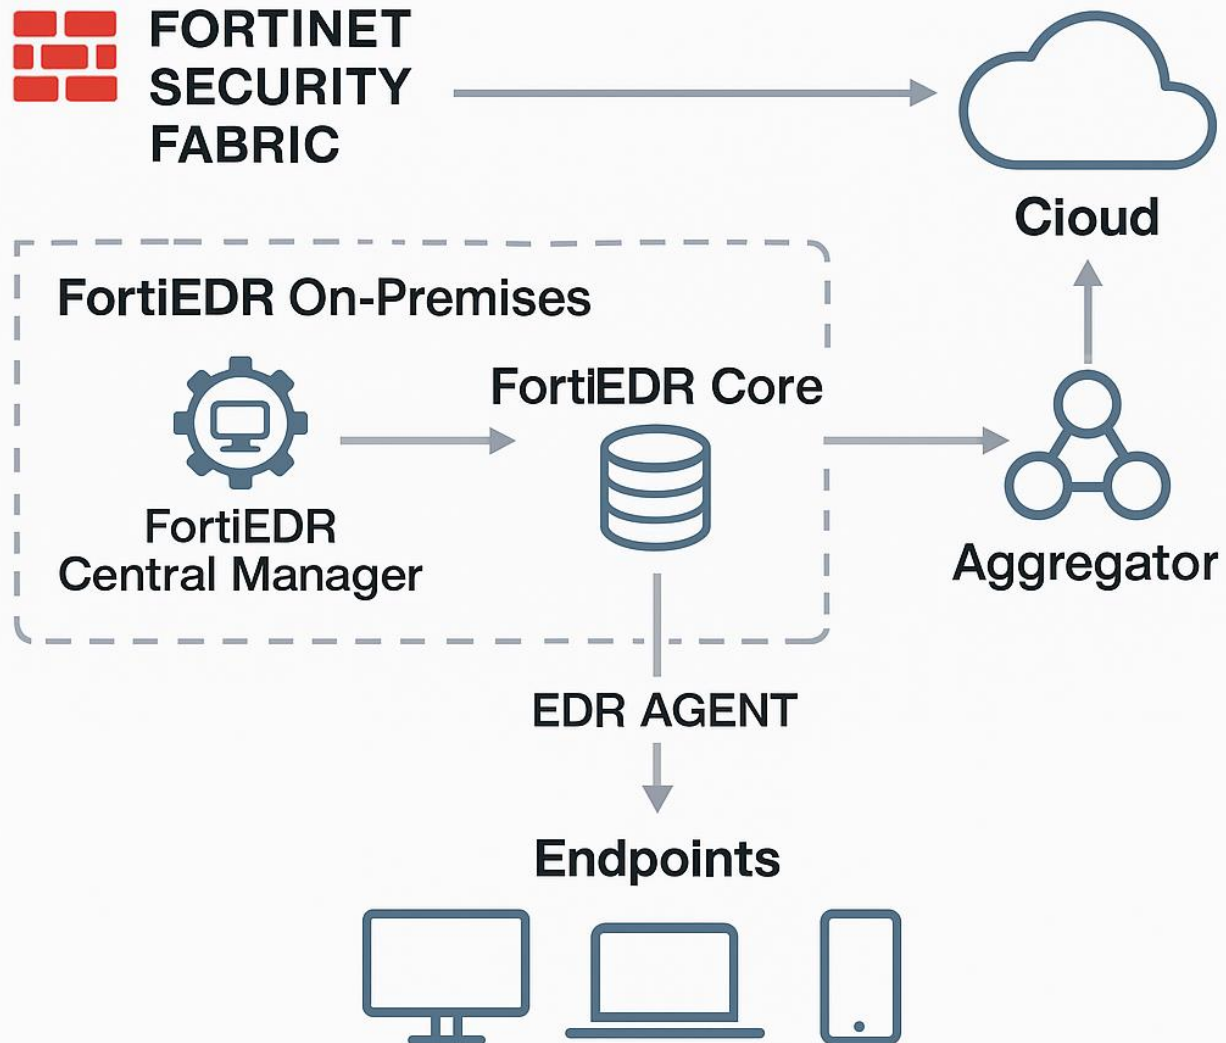 FORTINET
SECURITY
FABRIC
Cioud
FortiEDR On-Premises
FortiEDR Core
FortiEDR
Central Manager
Aggregator
EDR AGENT
Endpoints